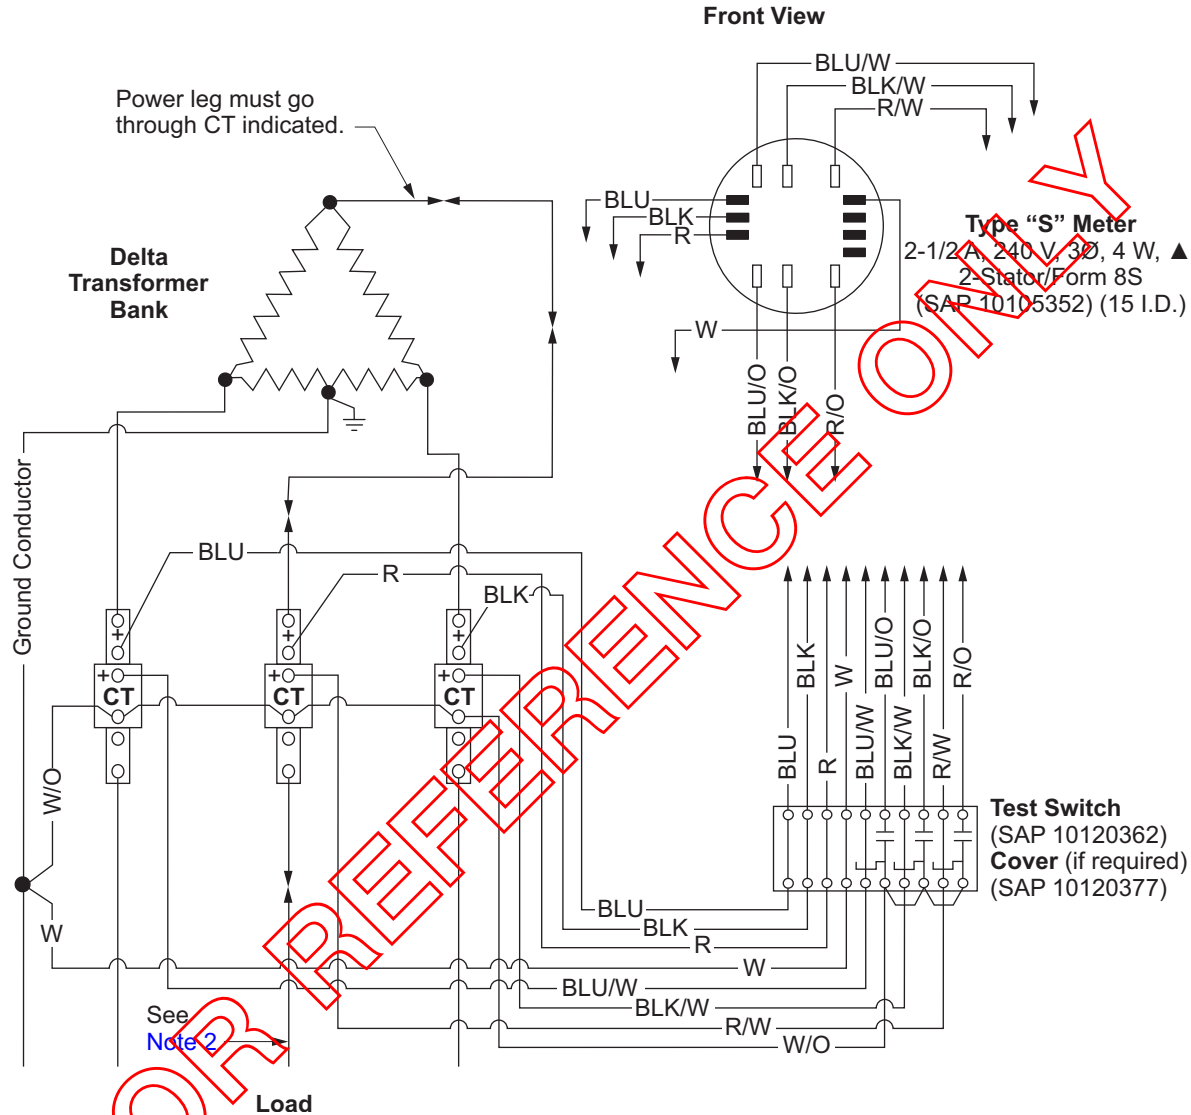 Front View
BLU/W
BLK/W
R/W
Power leg must go
through CT indicated.
BLU
BLK
R
Type “S” Meter
2-1/2 A, 240 V, 3Ø, 4 W, ▲
2-Stator/Form 8S
(SAP 10105352) (15 I.D.)
Delta
Transformer
Bank
W
BLU/O
BLK/O
R/O
Ground Conductor
BLU
R
BLK
+
+
+
+
+
+
CT
CT
CT
W/O
W
BLU
BLK
R
W
BLU/W
BLU/O
BLK/W
BLK/O
R/W
R/O
Test Switch
(SAP 10120362)
Cover (if required)
(SAP 10120377)
BLU
BLK
R
W
BLU/W
BLK/W
R/W
W/O
See
Note 2
Load
OR REFERENCE ONLY